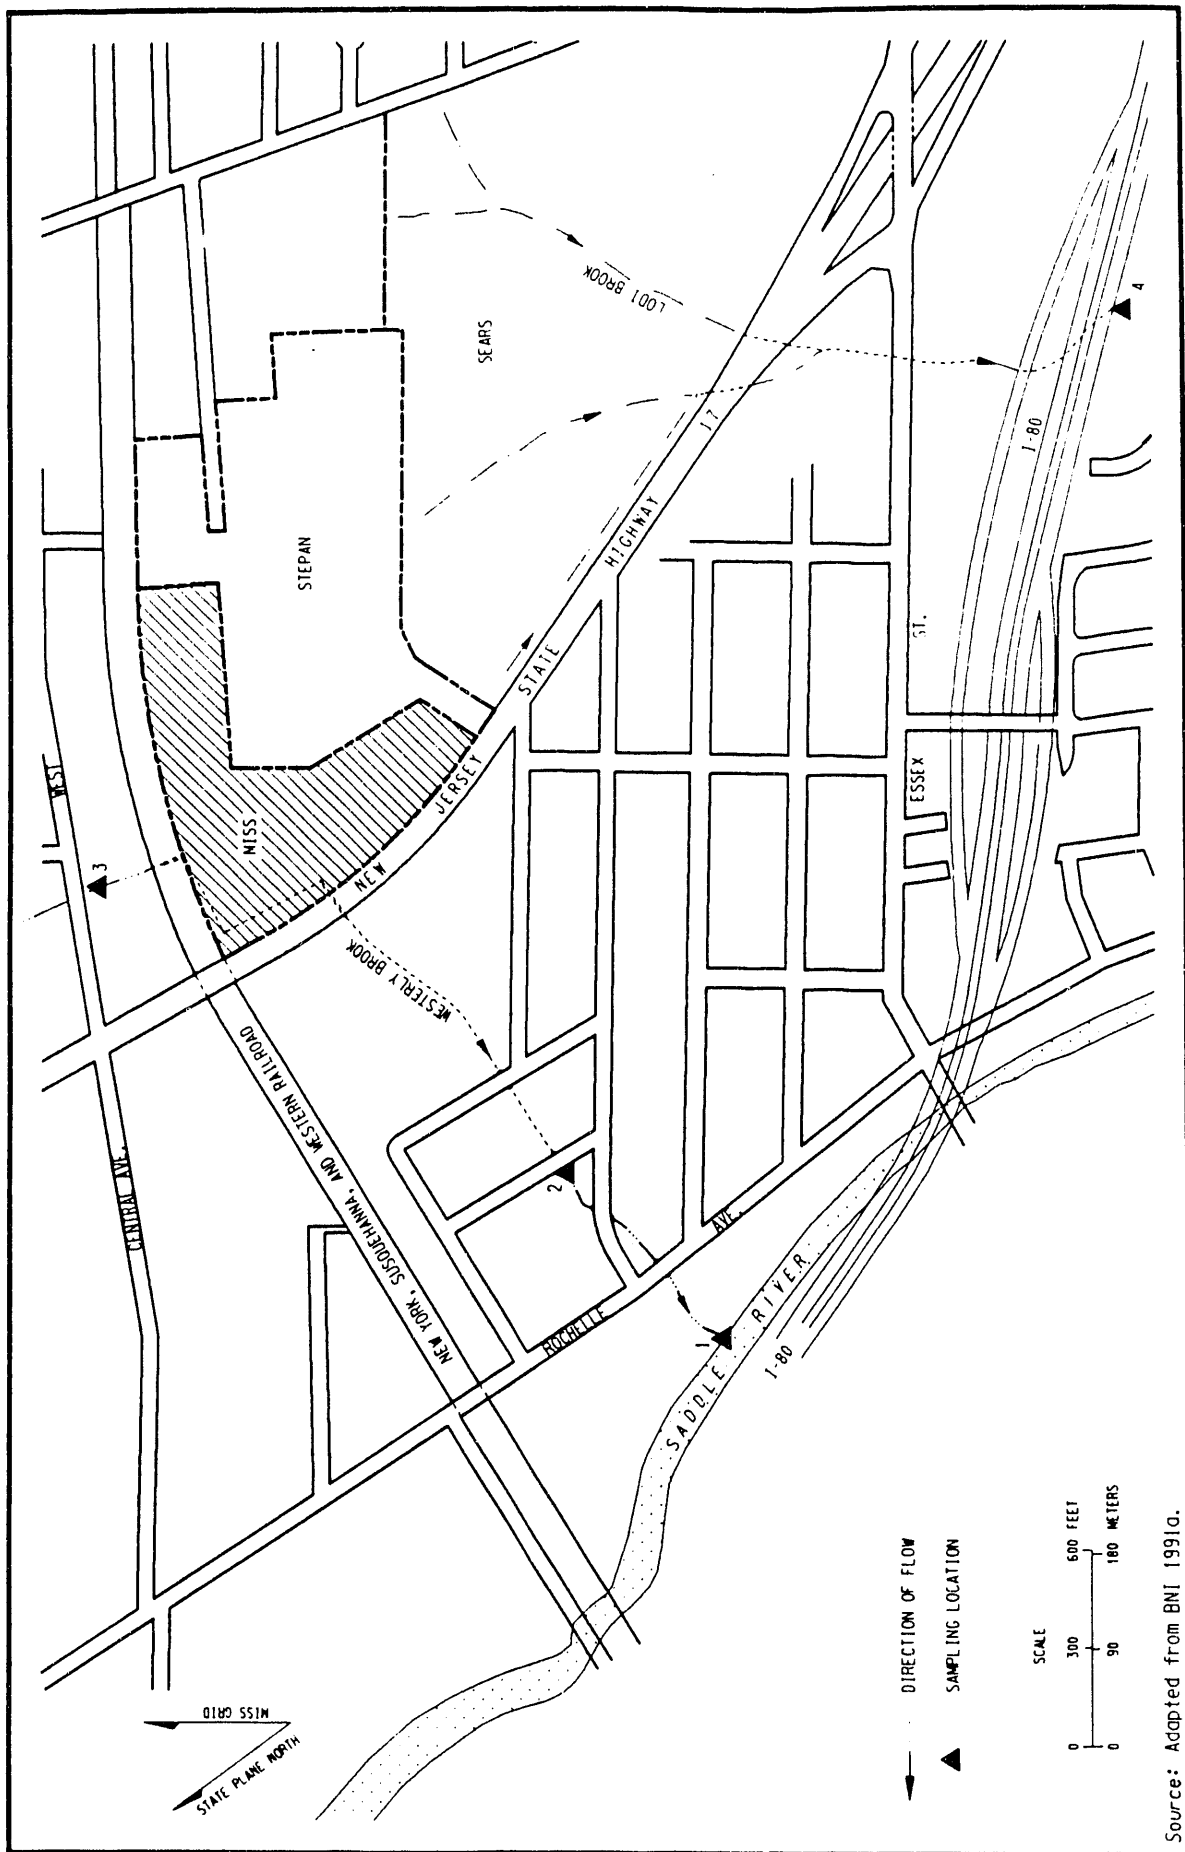 WEST
3
CENTRAL AVE.
MISS
STEPAN
SEARS
LODI BROOK
NEW JERSEY STATE HIGHWAY 17
WESTERLY BROOK
NEW YORK, SUSQUEHANNA, AND WESTERN RAILROAD
2
ROCHELLE AVE.
1
SADDLE RIVER
I-80
ESSEX ST.
I-80
4
MISS GRID
STATE PLANE NORTH
DIRECTION OF FLOW
SAMPLING LOCATION
SCALE
0 300 600 FEET
0 90 180 METERS
Source: Adapted from BNI 1991a.